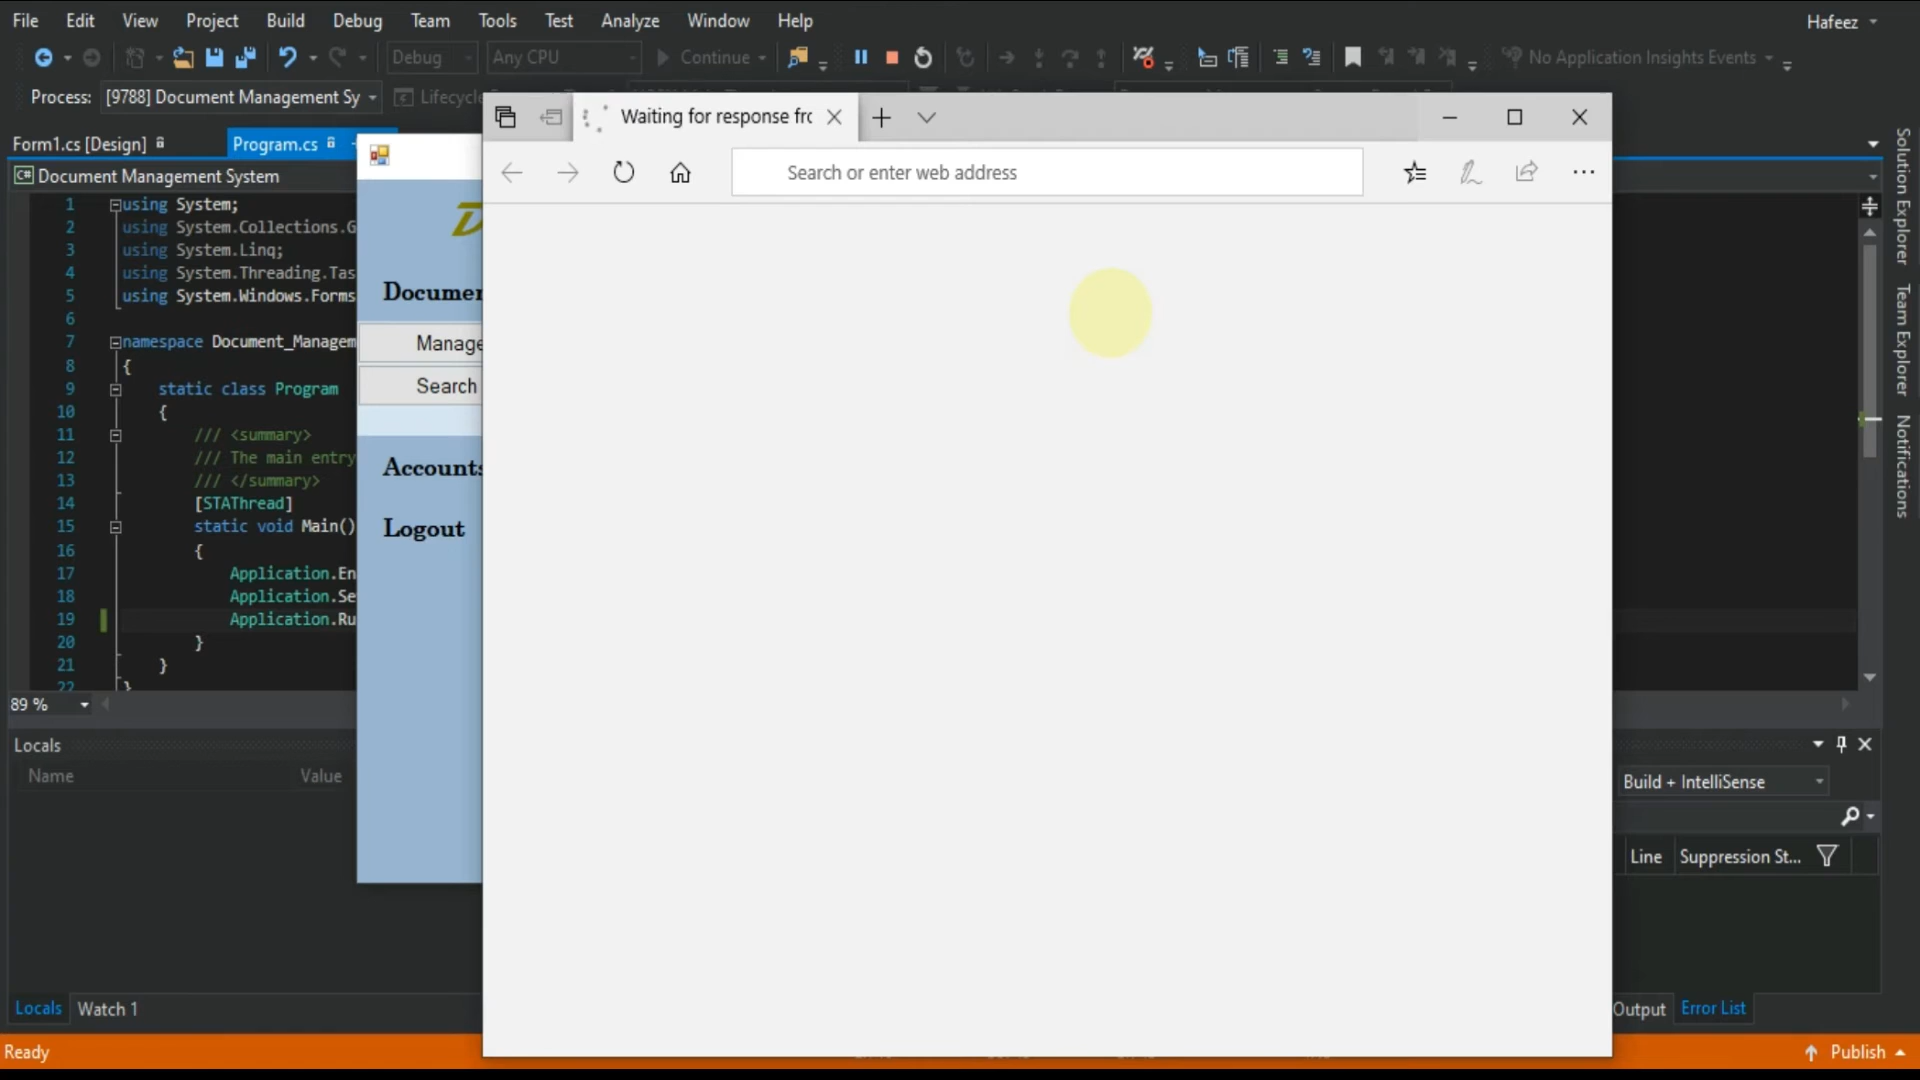 File Edit View Project Build Debug Team Tools Test Analyze Window Help Hafeez
Debug Any CPU Continue No Application Insights Events
Process: [9788] Document Management Sy Lifecycle
Waiting for response frc
Form1.cs [Design] Program.cs
Search or enter web address
C# Document Management System
1 using System;
2 using System.Collections.G
3 using System.Linq;
4 using System.Threading.Tas
5 using System.Windows.Forms
6
7 namespace Document_Managem
8 {
9 static class Program
10 {
11 /// <summary>
12 /// The main entry
13 /// </summary>
14 [STAThread]
15 static void Main()
16 {
17 Application.En
18 Application.Se
19 Application.Ru
20 }
21 }
22 }
89 %
D
Documen
Manage
Search
Accounts
Logout
Solution Explorer
Team Explorer
Notifications
Locals
Name Value
Build + IntelliSense
Line Suppression St...
Locals Watch 1
Output Error List
Ready
Publish